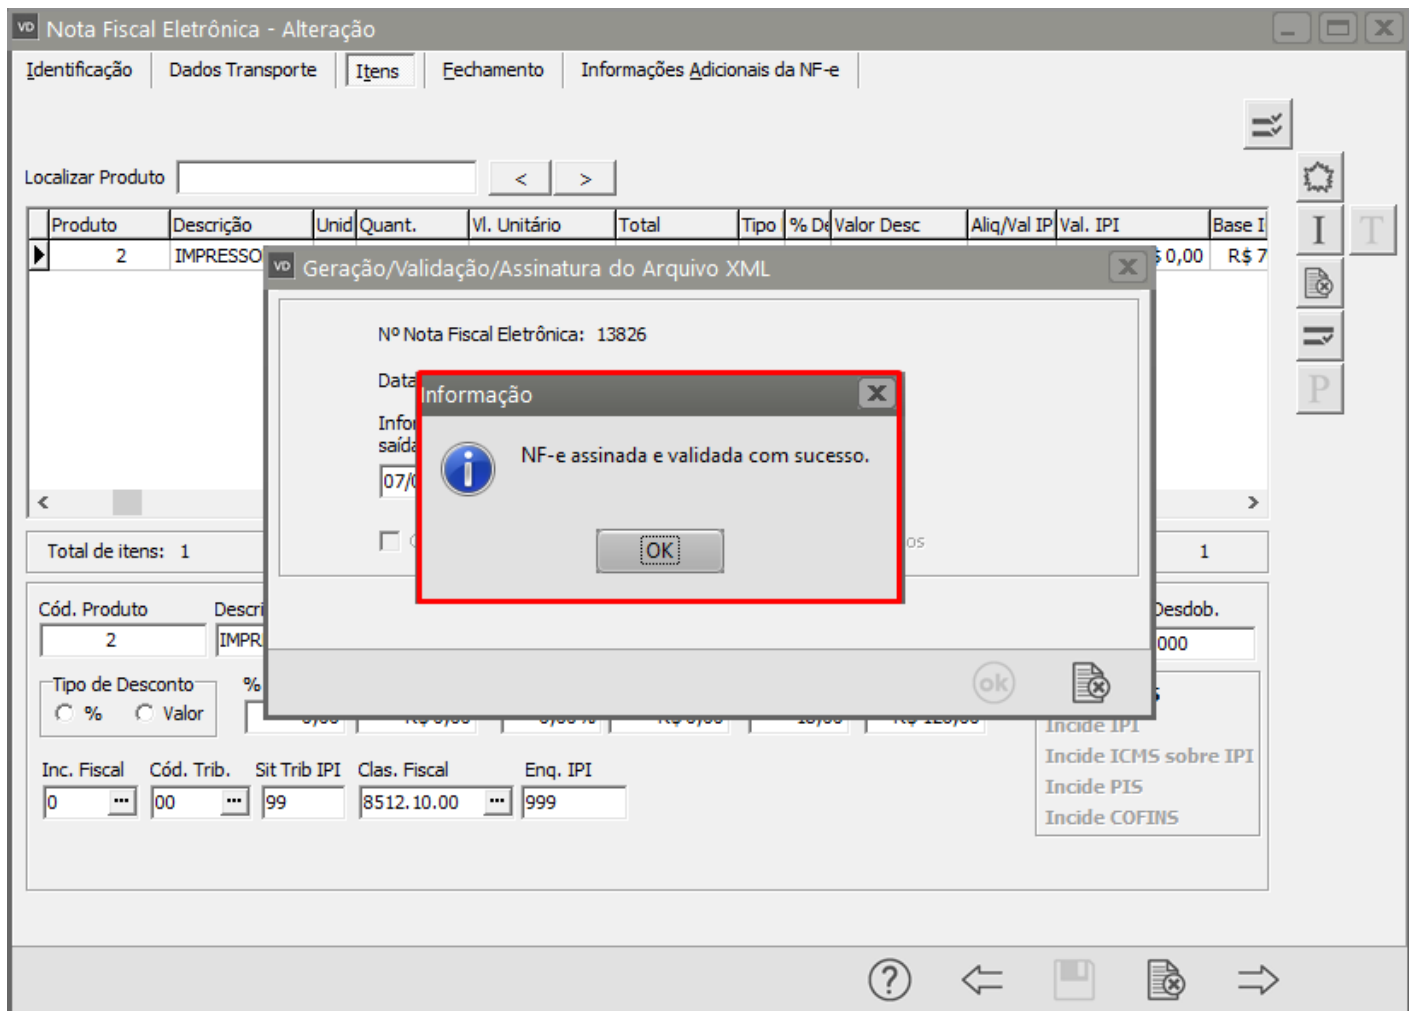 VD Nota Fiscal Eletrônica - Alteração
Identificação Dados Transporte Itens Fechamento Informações Adicionais da NF-e
Localizar Produto < >
Produto Descrição Unid Quant. Vl. Unitário Total Tipo % De Valor Desc Aliq/Val IP Val. IPI Base I
2 IMPRESSO 0,00 R$ 7
I T
P
VD Geração/Validação/Assinatura do Arquivo XML
Nº Nota Fiscal Eletrônica: 13826
Data
Informação
Infor
saída
NF-e assinada e validada com sucesso.
07/0
OK
os
Total de itens: 1 1
Cód. Produto Descri Desdob.
2 IMPR 000
ok
Tipo de Desconto %
% Valor
Incide IPI
Incide ICMS sobre IPI
Incide PIS
Incide COFINS
Inc. Fiscal Cód. Trib. Sit Trib IPI Clas. Fiscal Enq. IPI
0 ... 00 ... 99 8512.10.00 ... 999
?